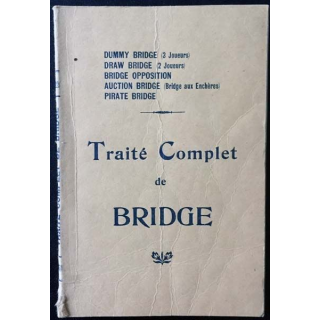 DUMMY BRIDGE (3 Joueurs)
DRAW BRIDGE (2 Joueurs)
BRIDGE OPPOSITION
AUCTION BRIDGE (Bridge aux Enchères)
PIRATE BRIDGE
Traité Complet
de
BRIDGE